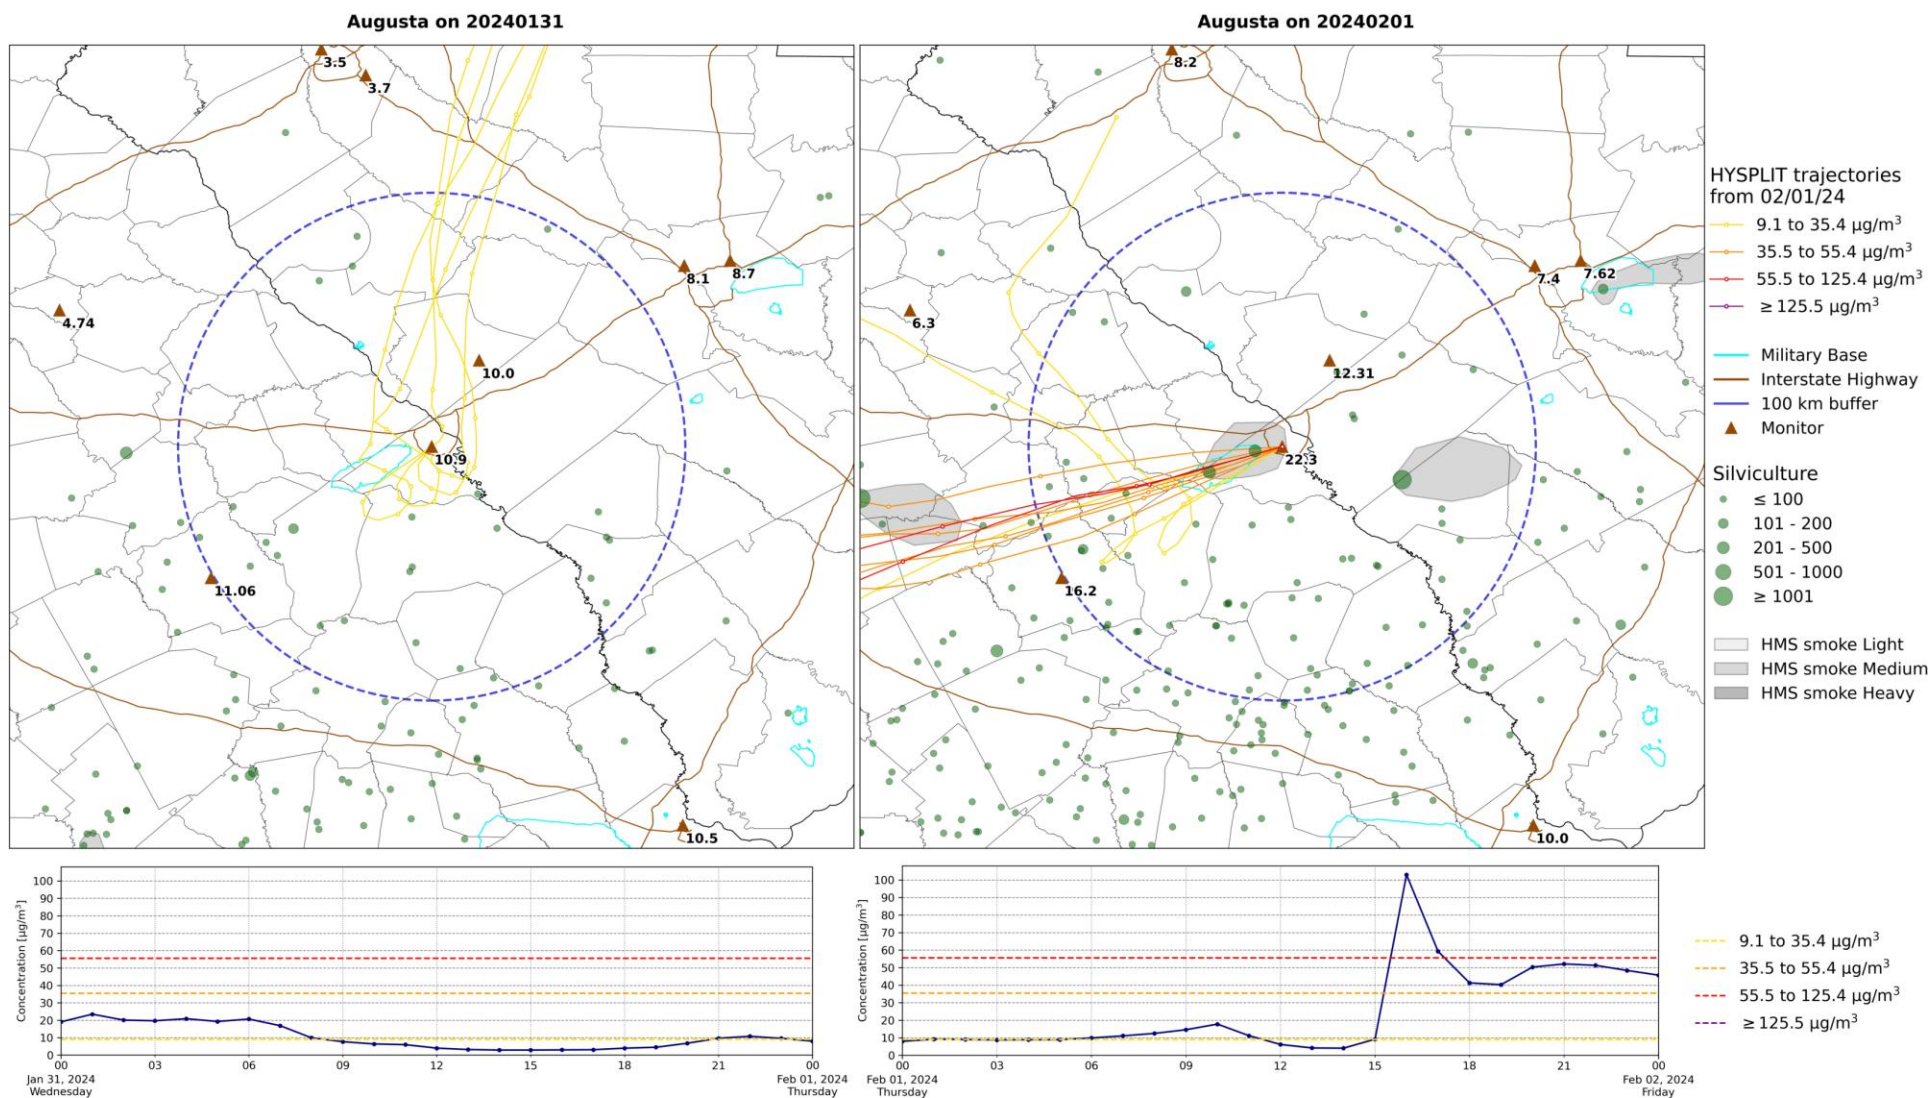 Augusta on 20240131
Augusta on 20240201
3.5
3.7
4.74
8.1
8.7
10.0
10.9
11.06
10.5
8.2
6.3
7.4
7.62
12.31
22.3
16.2
10.0
HYSPLIT trajectories
from 02/01/24
9.1 to 35.4 µg/m³
35.5 to 55.4 µg/m³
55.5 to 125.4 µg/m³
≥ 125.5 µg/m³
Military Base
Interstate Highway
100 km buffer
Monitor
Silviculture
≤ 100
101 - 200
201 - 500
501 - 1000
≥ 1001
HMS smoke Light
HMS smoke Medium
HMS smoke Heavy
Concentration [µg/m³]
100
90
80
70
60
50
40
30
20
10
0
00 03 06 09 12 15 18 21 00
Jan 31, 2024 Feb 01, 2024
Wednesday Thursday
Concentration [µg/m³]
100
90
80
70
60
50
40
30
20
10
0
00 03 06 09 12 15 18 21 00
Feb 01, 2024 Feb 02, 2024
Thursday Friday
9.1 to 35.4 µg/m³
35.5 to 55.4 µg/m³
55.5 to 125.4 µg/m³
≥ 125.5 µg/m³